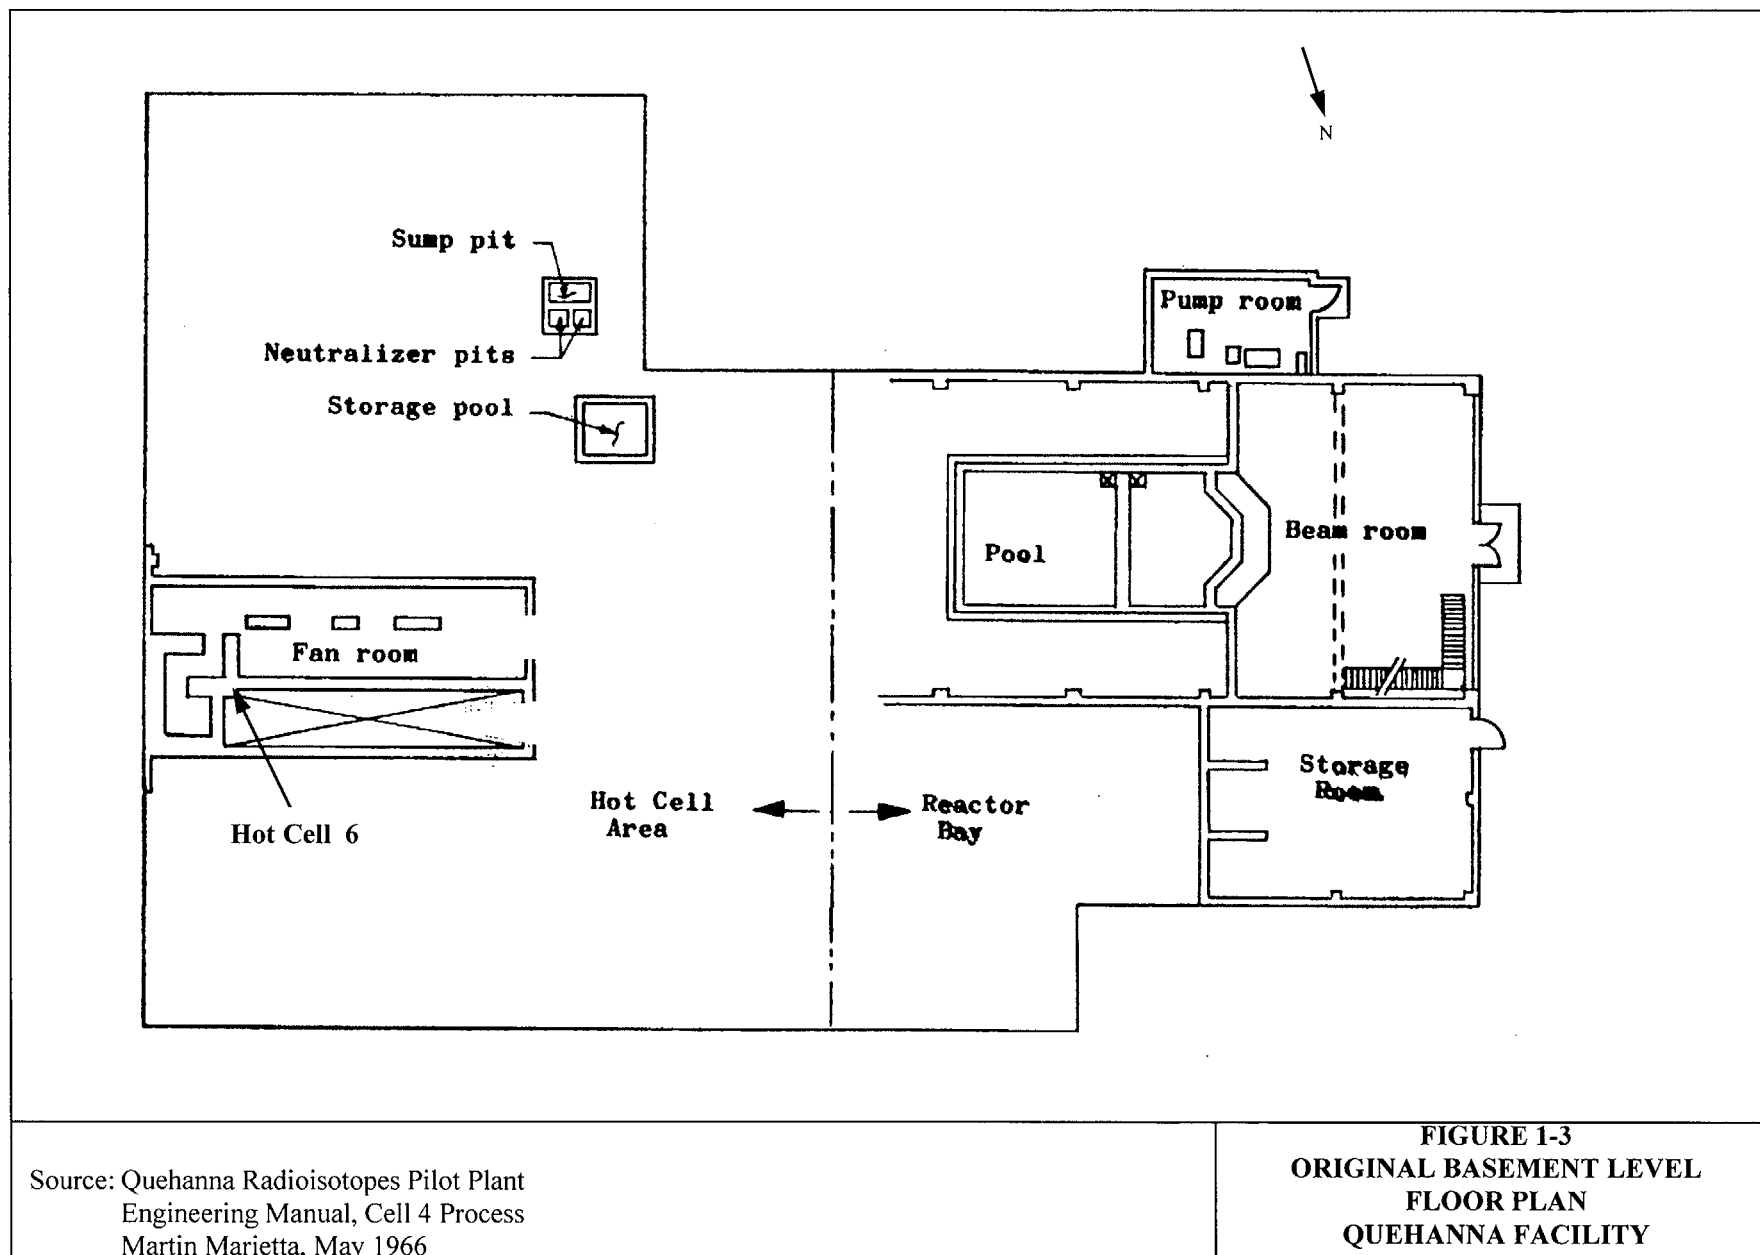 N
Sump pit
Pump room
Neutralizer pits
Storage pool
Beam room
Pool
Fan room
Storage
Room
Hot Cell
Area
Reactor
Bay
Hot Cell 6
Source: Quehanna Radioisotopes Pilot Plant
Engineering Manual, Cell 4 Process
Martin Marietta, May 1966
FIGURE 1-3
ORIGINAL BASEMENT LEVEL
FLOOR PLAN
QUEHANNA FACILITY